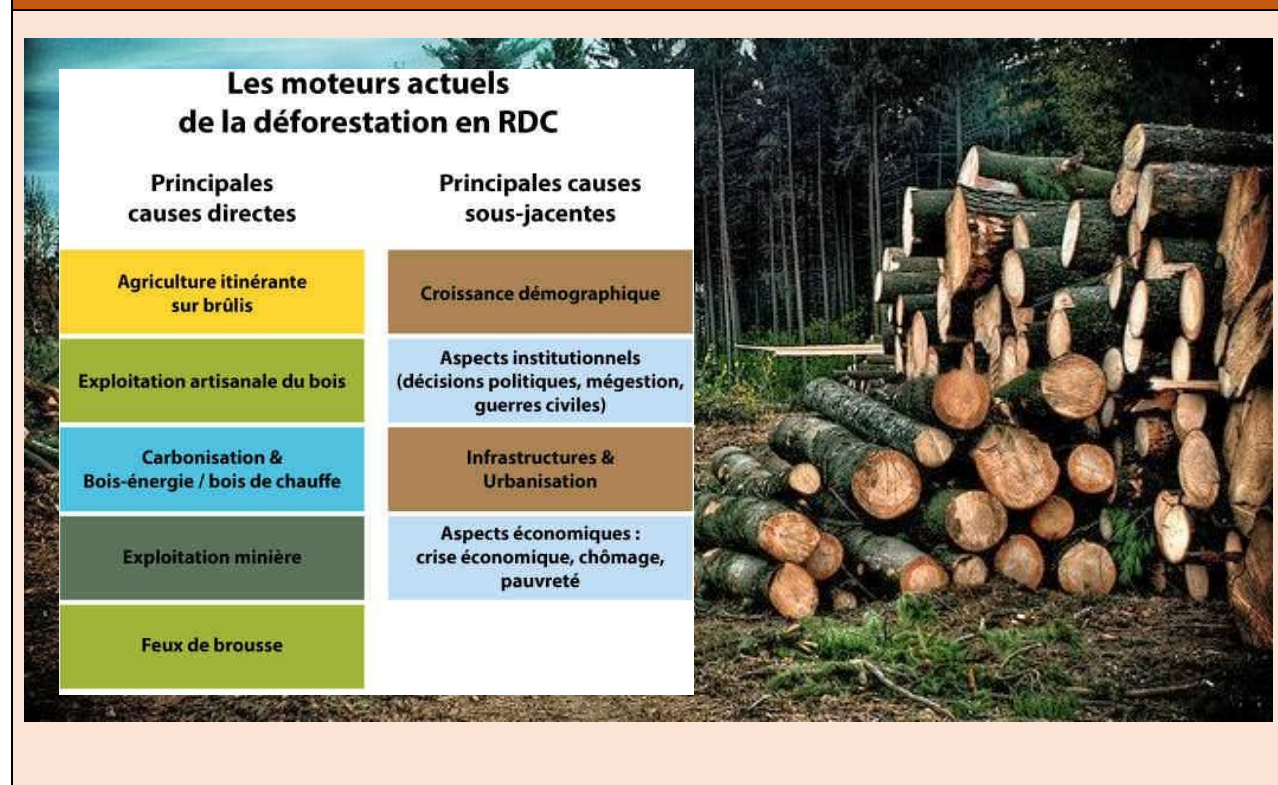 Les moteurs actuels
de la déforestation en RDC
Principales
causes directes
Agriculture itinérante
sur brûlis
Exploitation artisanale du bois
Carbonisation &
Bois-énergie / bois de chauffe
Exploitation minière
Feux de brousse
Principales causes
sous-jacentes
Croissance démographique
Aspects institutionnels
(décisions politiques, mégestion,
guerres civiles)
Infrastructures &
Urbanisation
Aspects économiques :
crise économique, chômage,
pauvreté